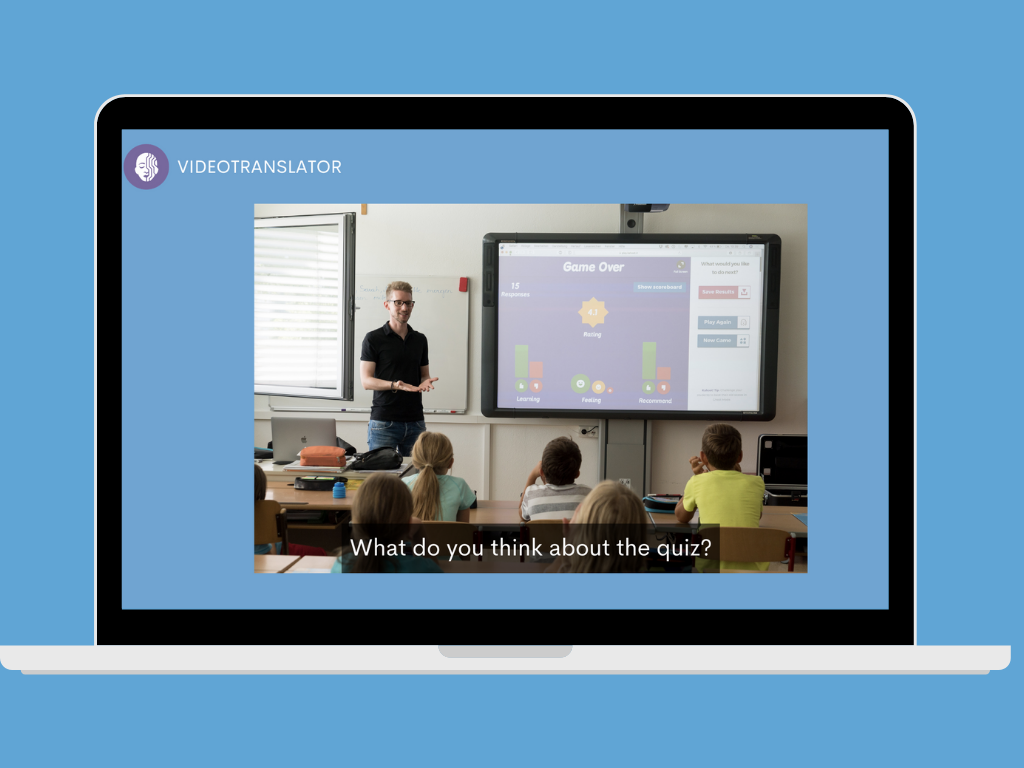 VIDEOTRANSLATOR
Game Over
15
Responses
Show scoreboard
4.1
Rating
Learning
Feeling
Recommend
What would you like
to do next?
Save Results
Play Again
New Game
What do you think about the quiz?